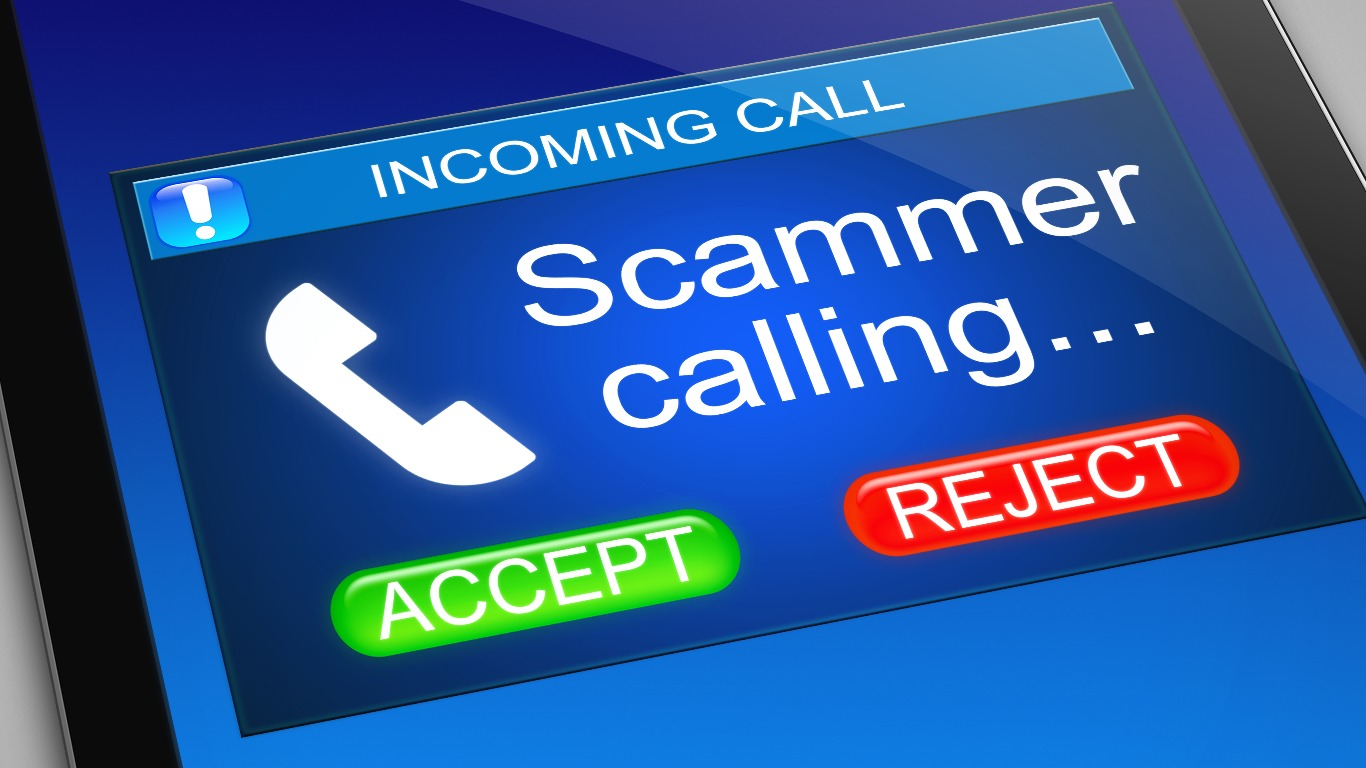 INCOMING CALL
Scammer
calling...
ACCEPT
REJECT